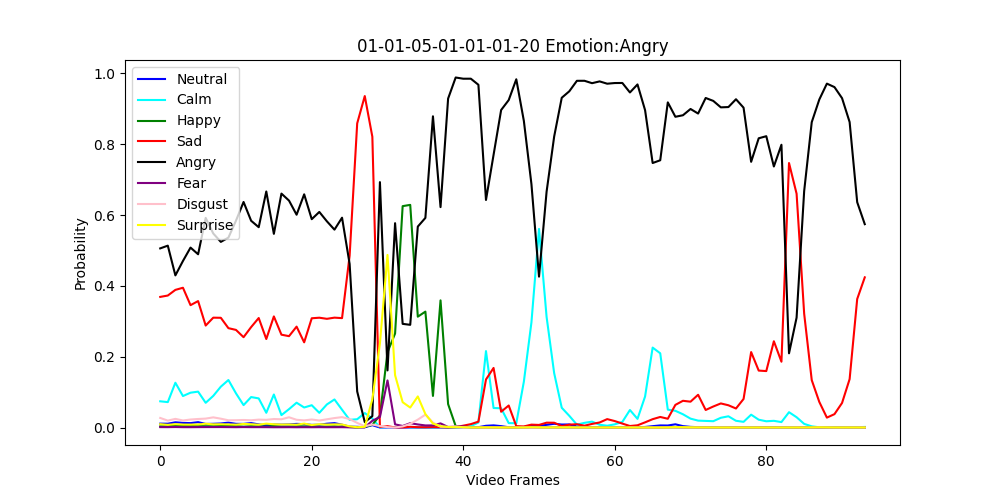 01-01-05-01-01-01-20 Emotion:Angry
1.0
0.8
0.6
0.4
0.2
0.0
Probability
Neutral
Calm
Happy
Sad
Angry
Fear
Disgust
Surprise
0 20 40 60 80
Video Frames